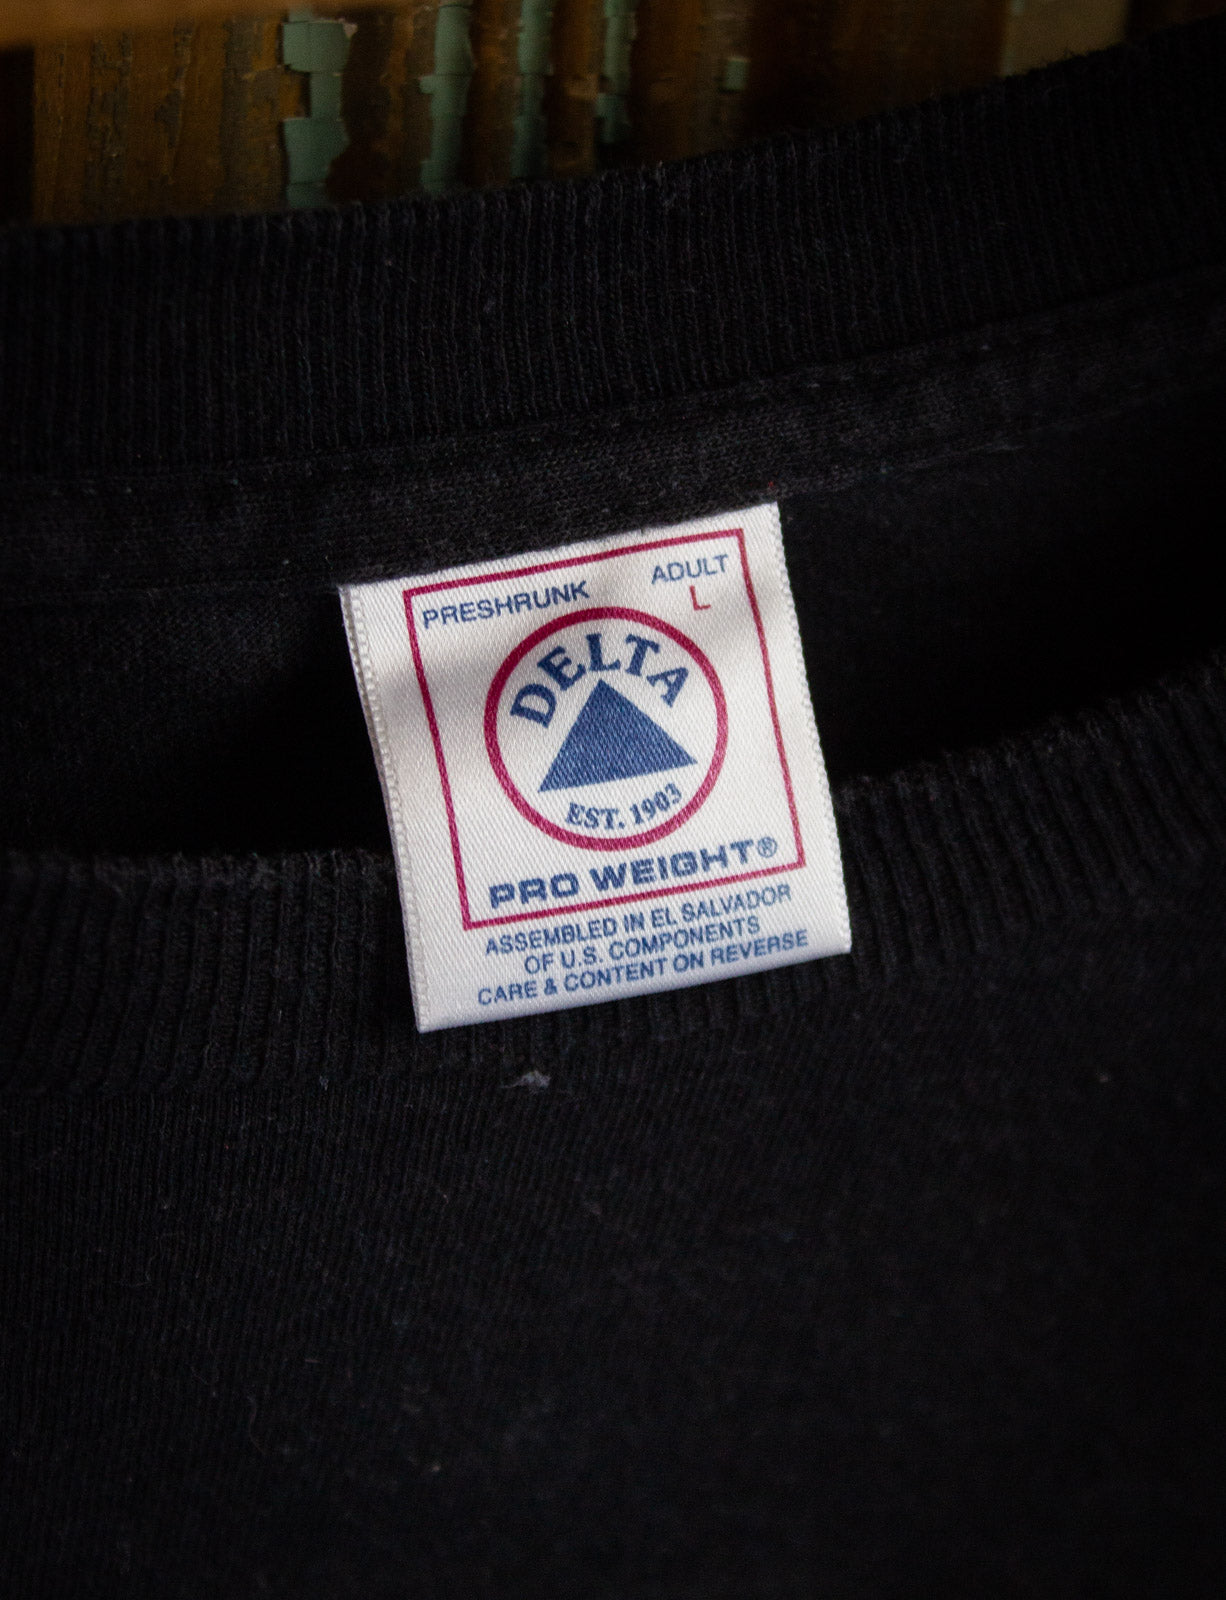 PRESHRUNK
ADULT
L
DELTA
EST. 1903
PRO WEIGHT®
ASSEMBLED IN EL SALVADOR
OF U.S. COMPONENTS
CARE & CONTENT ON REVERSE